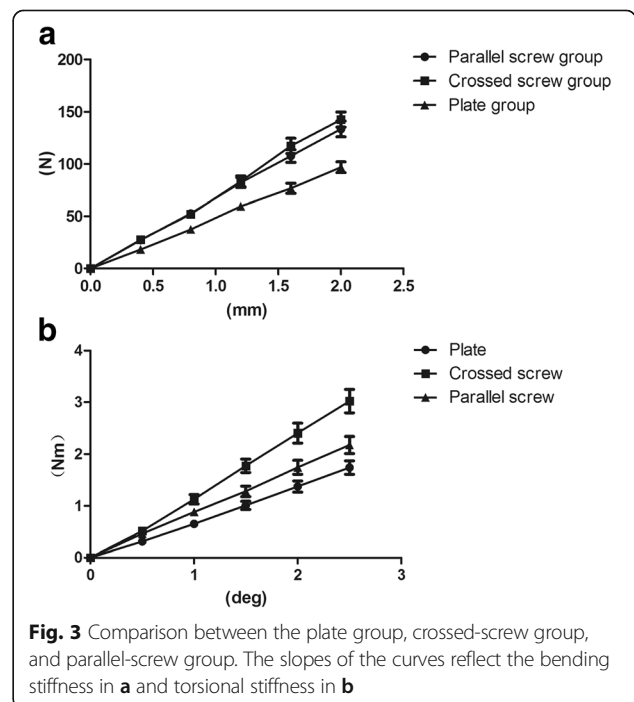 a
200
150
100
50
0
(N)
0.0 0.5 1.0 1.5 2.0 2.5
(mm)
Parallel screw group
Crossed screw group
Plate group
b
4
3
2
1
0
(Nm)
0 1 2 3
(deg)
Plate
Crossed screw
Parallel screw
Fig. 3 Comparison between the plate group, crossed-screw group,
and parallel-screw group. The slopes of the curves reflect the bending
stiffness in a and torsional stiffness in b